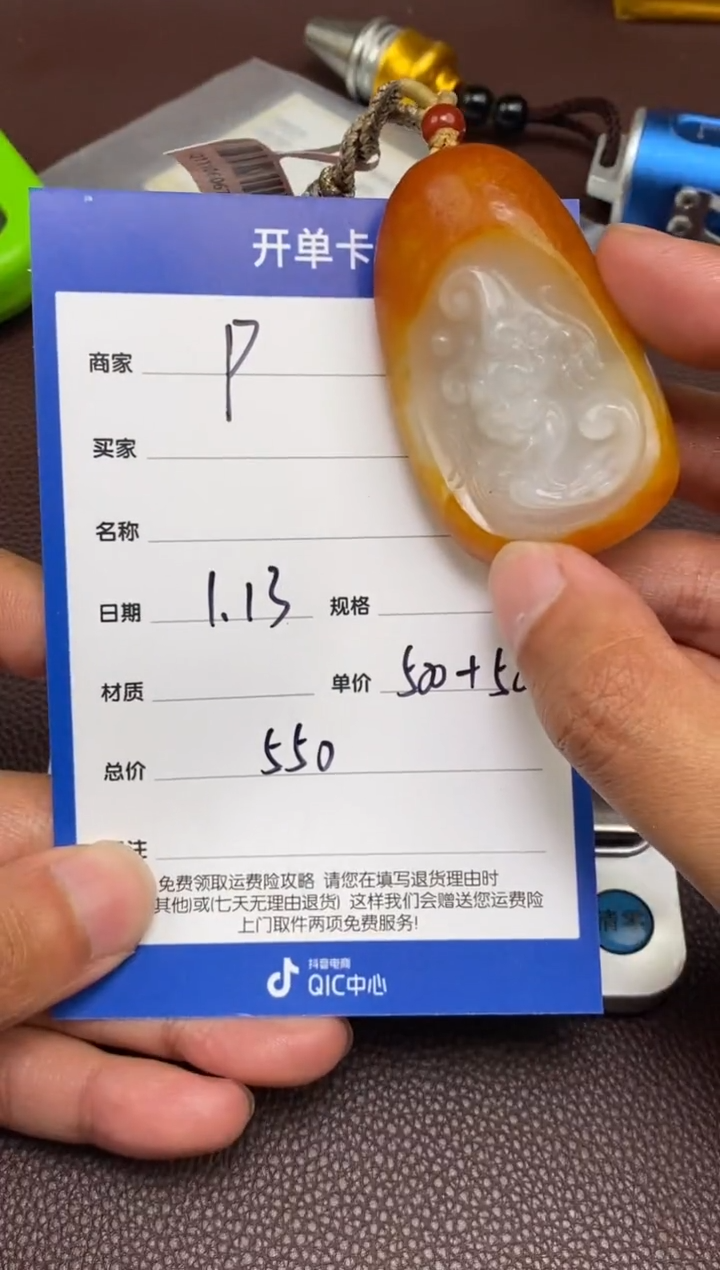 开单卡
商家 P
买家
名称
日期 1.13 规格
材质 单价 500+50
总价 550
注
免费领取运费险攻略 请您在填写退货理由时
其他)或(七天无理由退货) 这样我们会赠送您运费险
上门取件两项免费服务!
抖音电商
QIC中心
清零